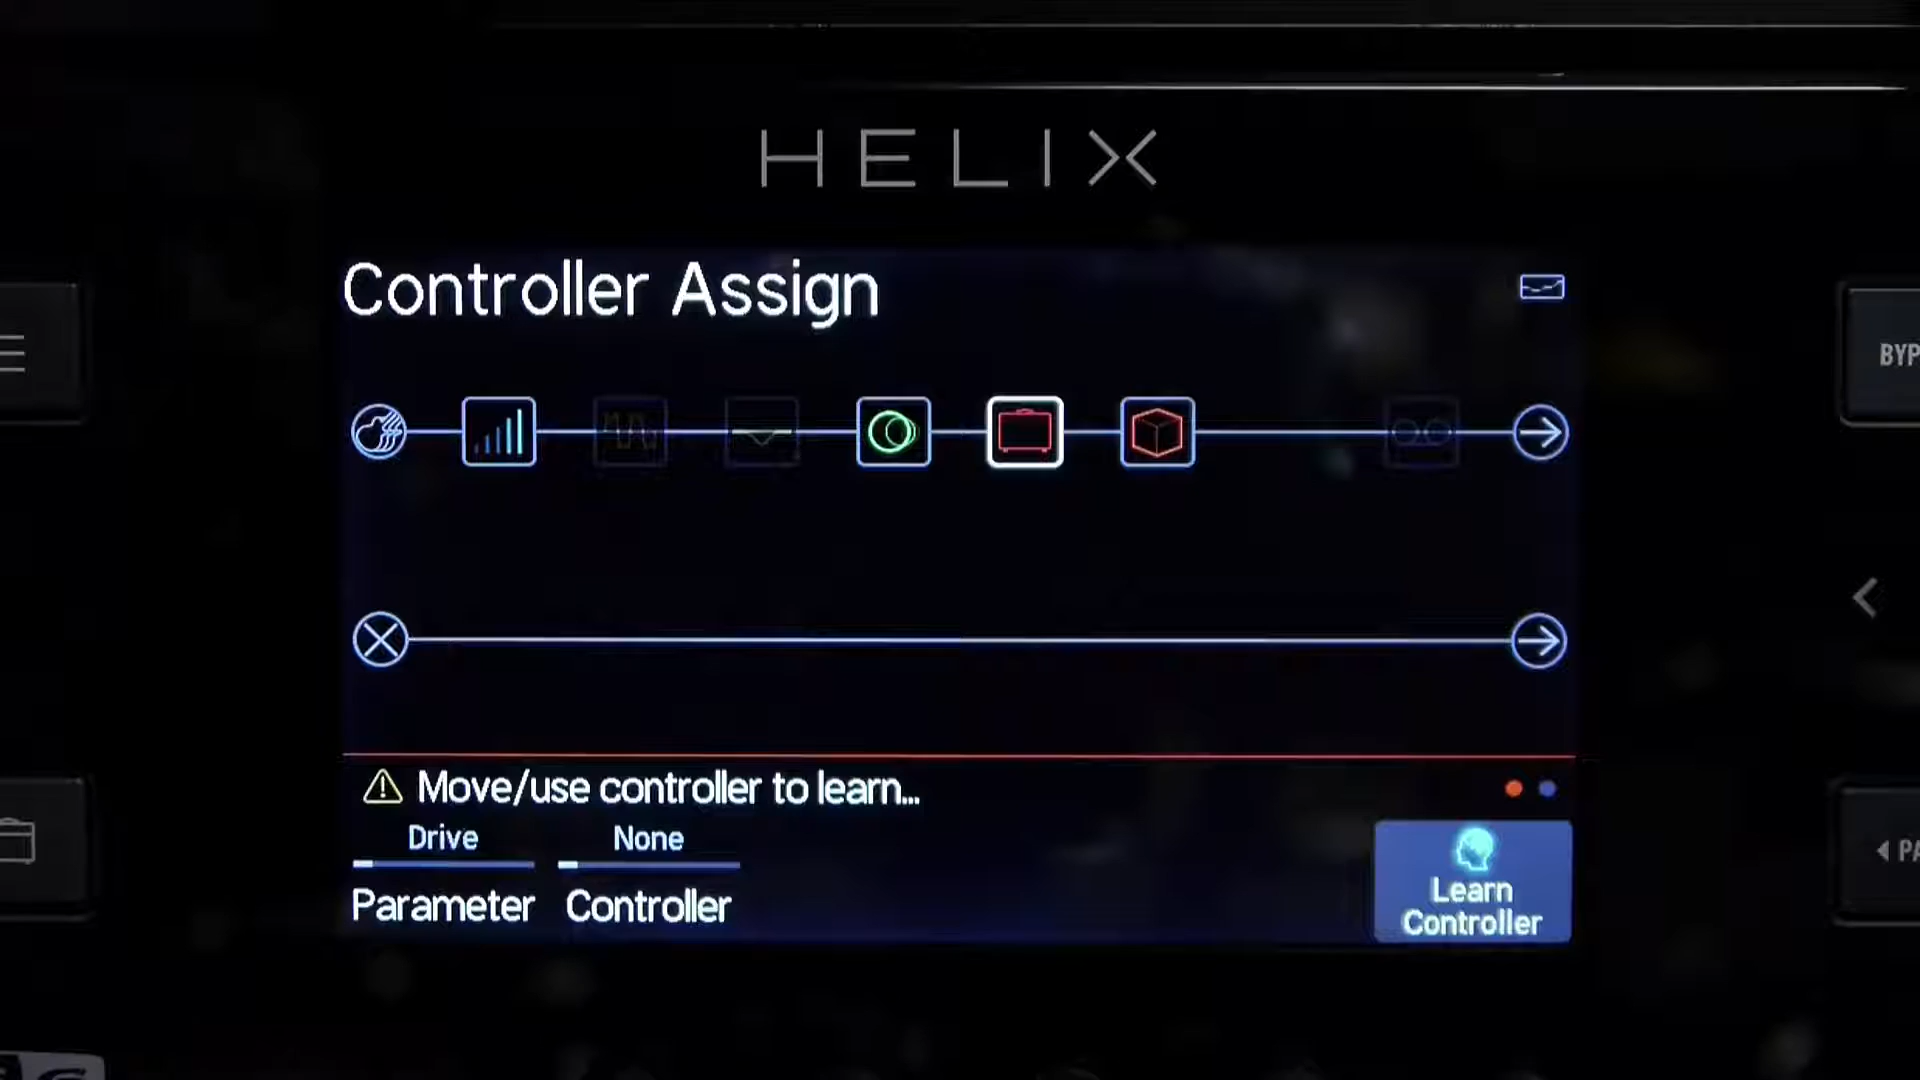 HELIX
Controller Assign
BYP
Move/use controller to learn...
Drive None
Parameter Controller
Learn
Controller
PA